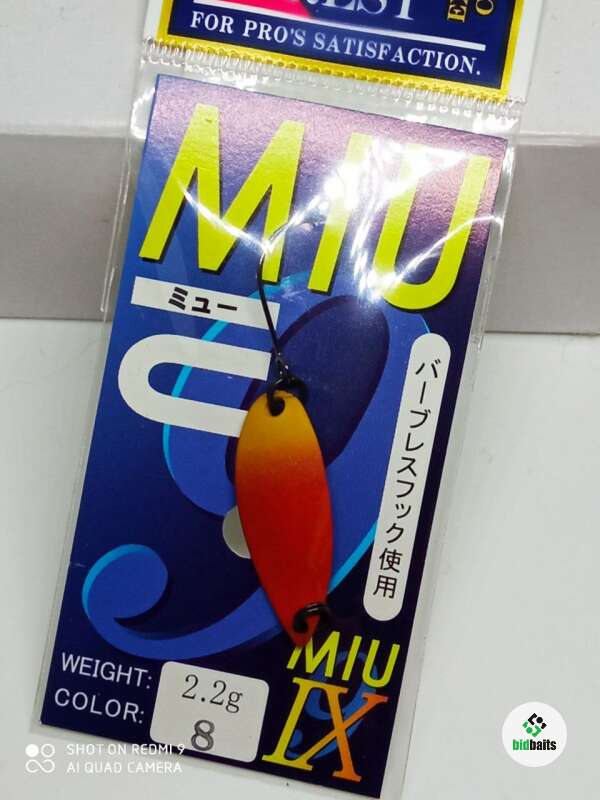 FOR PRO'S SATISFACTION.
MIU
ミュー
バーブレスフック使用
MIU
IX
WEIGHT: 2.2g
COLOR: 8
SHOT ON REDMI 9
AI QUAD CAMERA
bidbaits